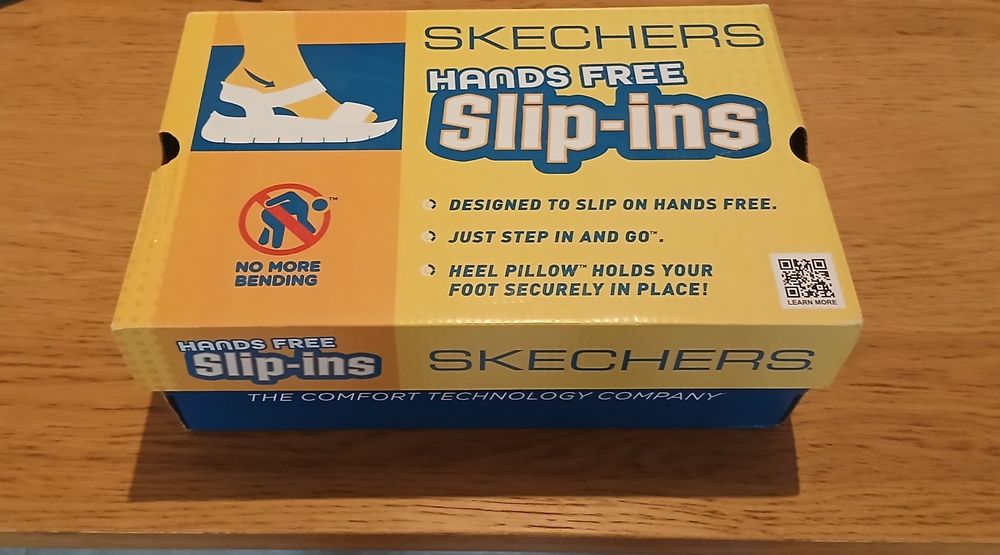 SKECHERS
HANDS FREE
Slip-ins®
DESIGNED TO SLIP ON HANDS FREE.
JUST STEP IN AND GO™.
HEEL PILLOW™ HOLDS YOUR
FOOT SECURELY IN PLACE!
™
NO MORE
BENDING
LEARN MORE
HANDS FREE
Slip-ins
SKECHERS.
THE COMFORT TECHNOLOGY COMPANY